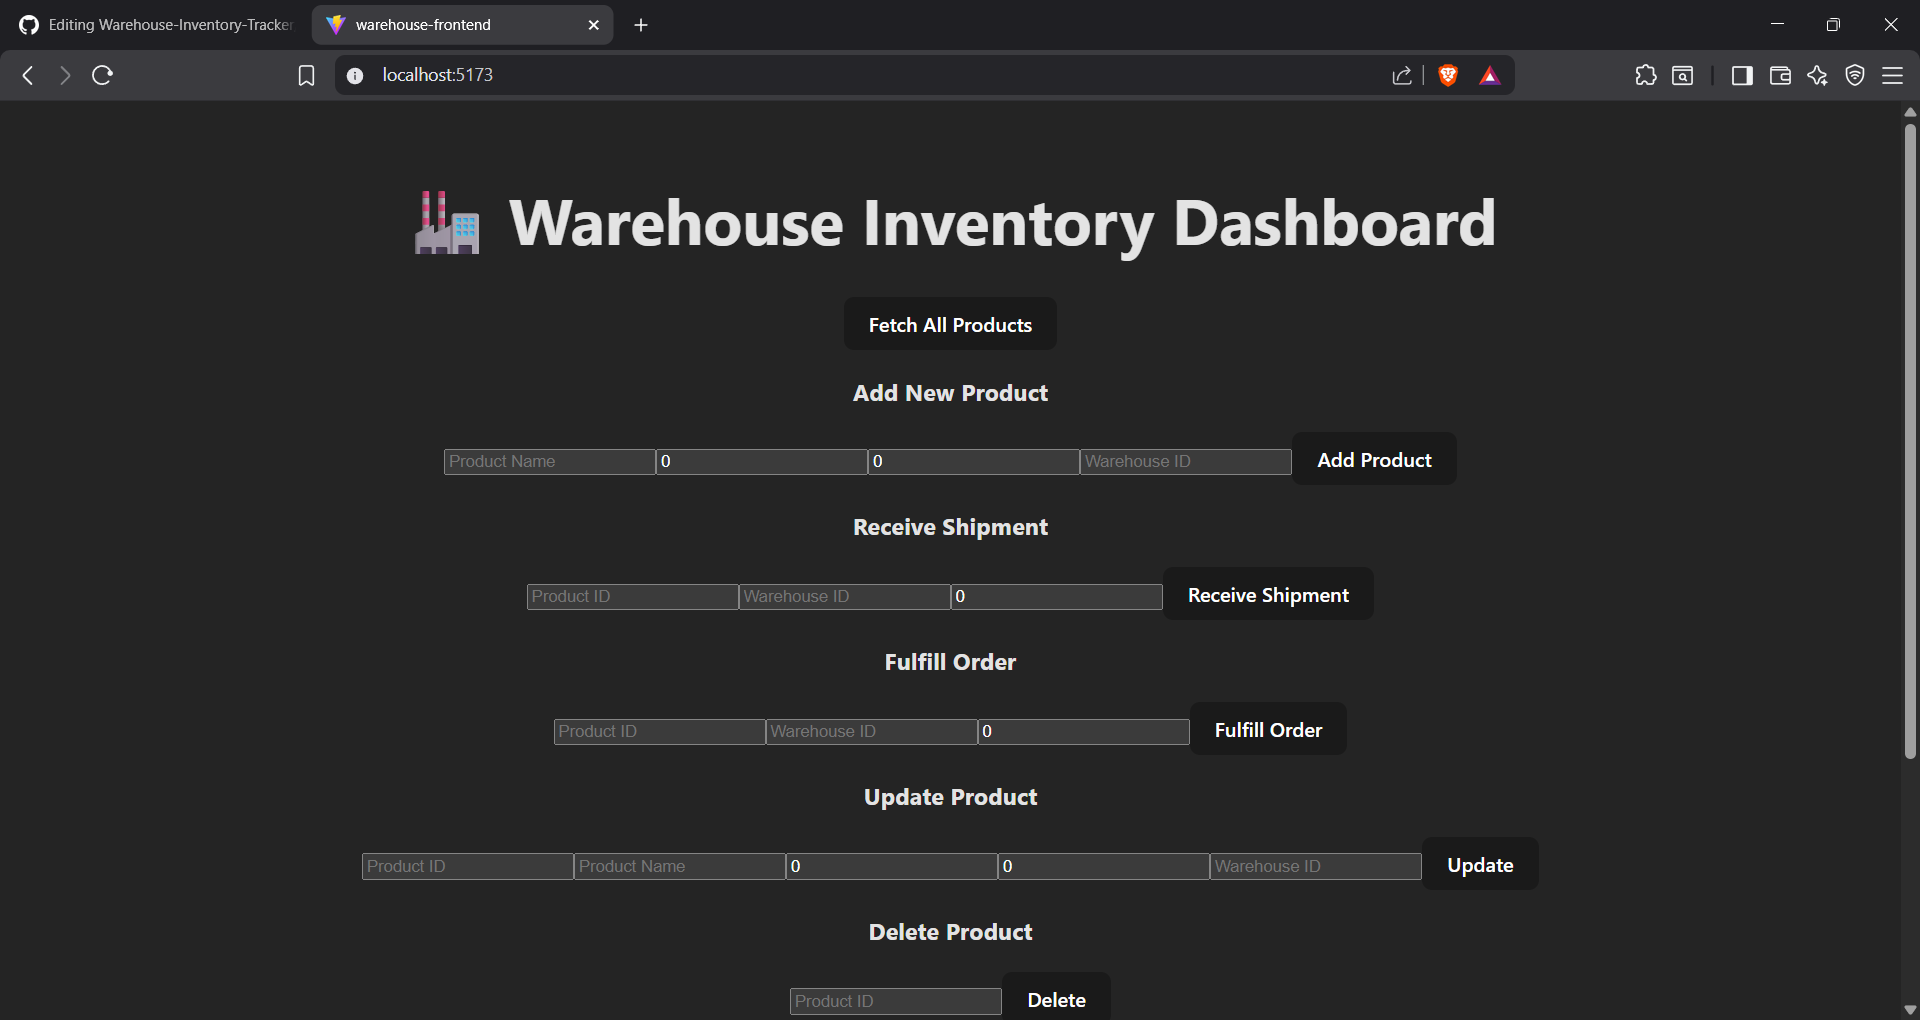 Editing Warehouse-Inventory-Tracker
warehouse-frontend
localhost:5173
Warehouse Inventory Dashboard
Fetch All Products
Add New Product
Product Name 0 0 Warehouse ID Add Product
Receive Shipment
Product ID Warehouse ID 0 Receive Shipment
Fulfill Order
Product ID Warehouse ID 0 Fulfill Order
Update Product
Product ID Product Name 0 0 Warehouse ID Update
Delete Product
Product ID Delete